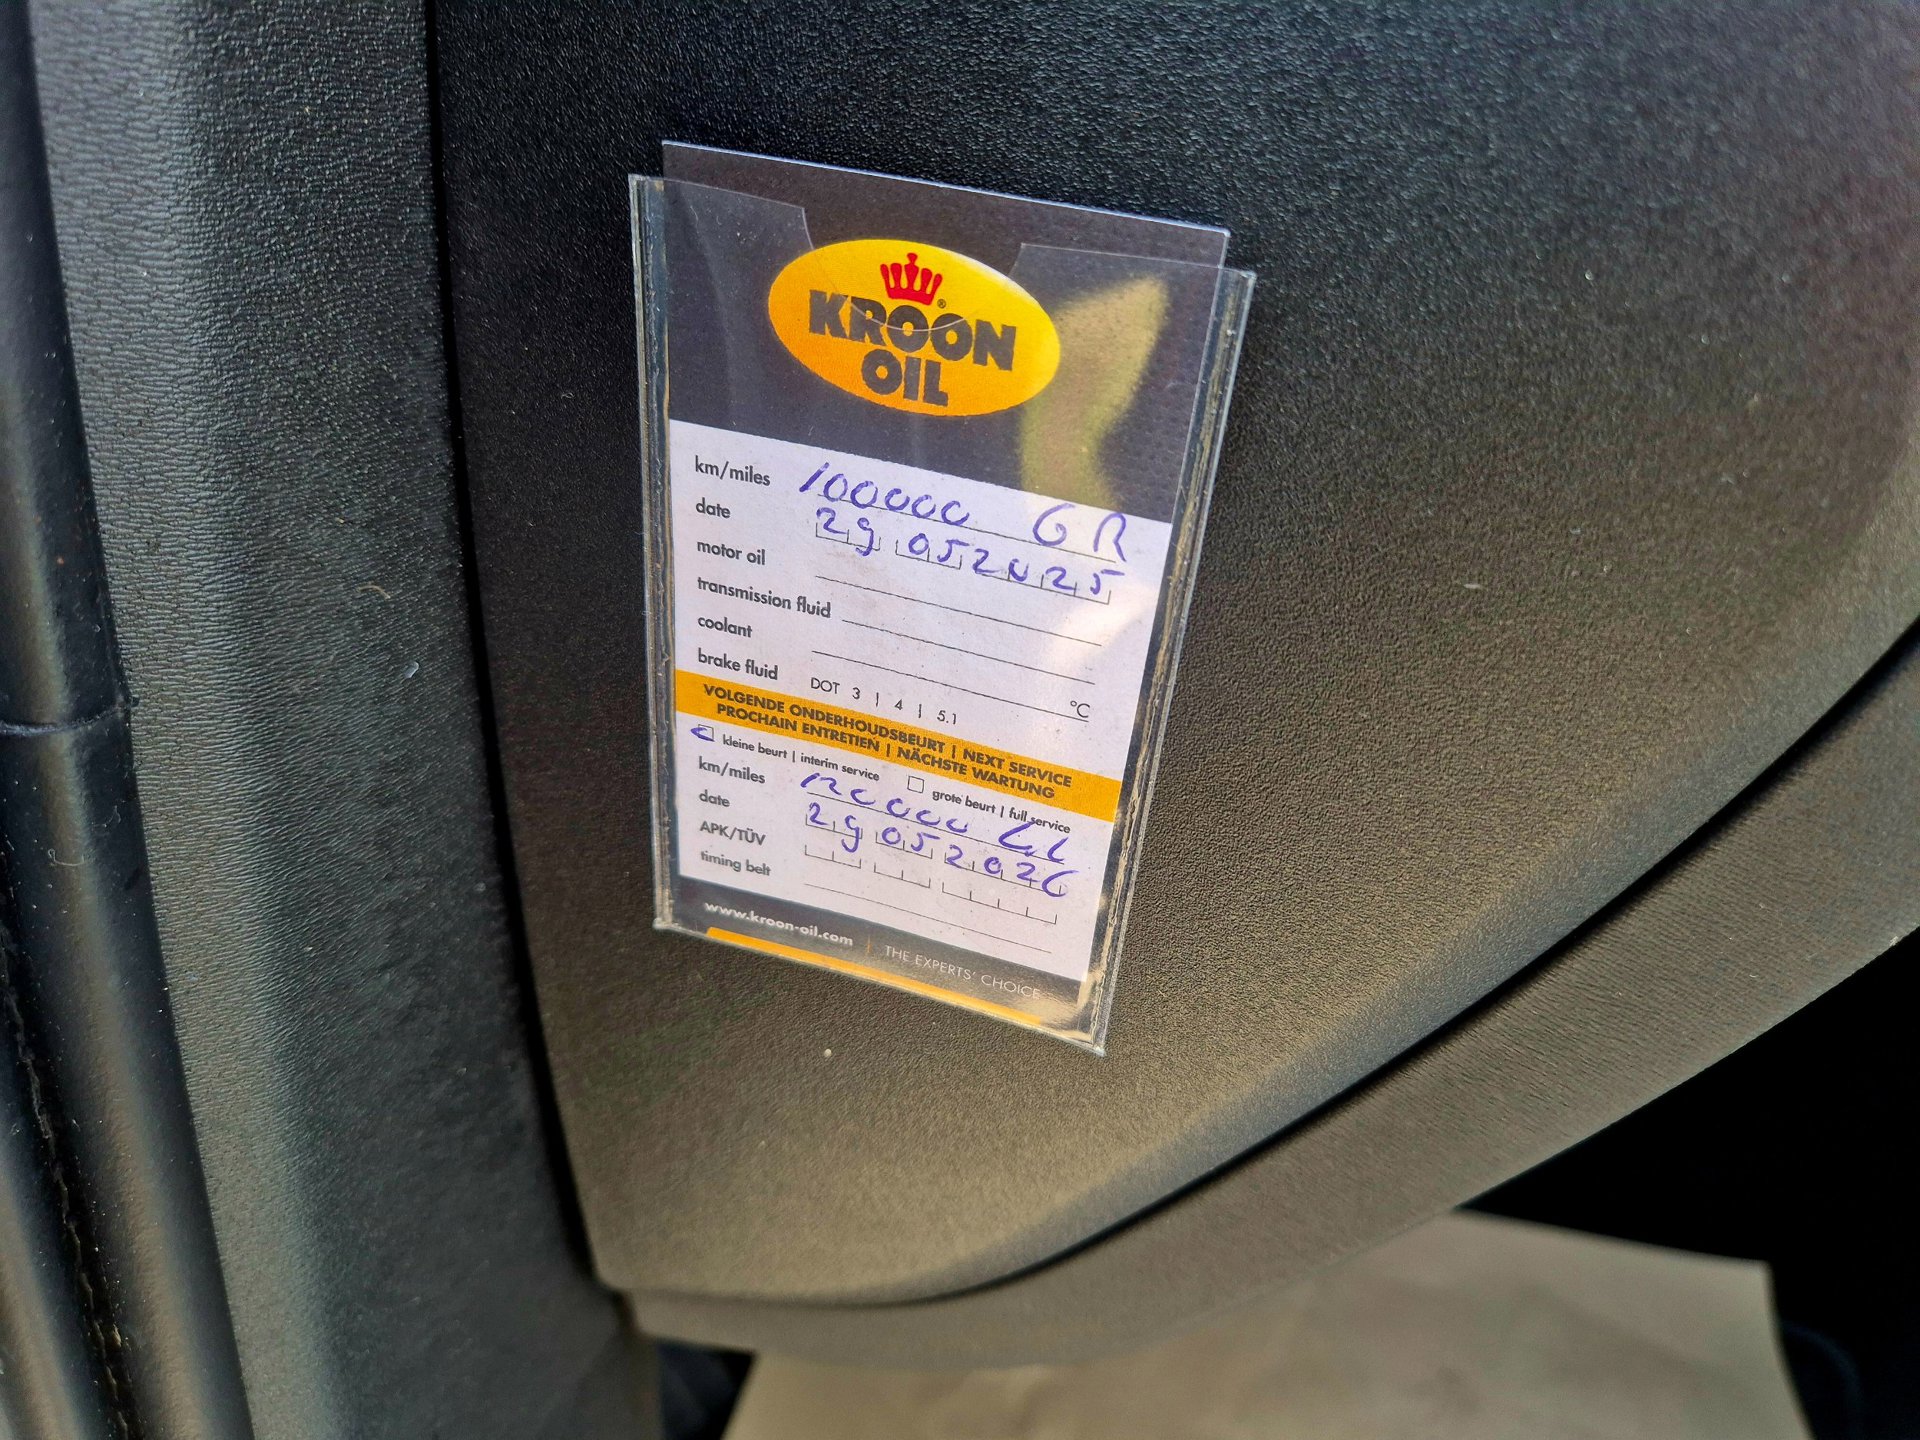 KROON
OIL
km/miles 100000 GR
date 29 05 2025
motor oil
transmission fluid
coolant °C
brake fluid DOT 3 | 4 | 5.1
VOLGENDE ONDERHOUDSBEURT | NEXT SERVICE
PROCHAIN ENTRETIEN | NÄCHSTE WARTUNG
kleine beurt | interim service grote beurt | full service
km/miles 120000
date 29 05 2026
APK/TÜV
timing belt
www.kroon-oil.com | THE EXPERTS' CHOICE